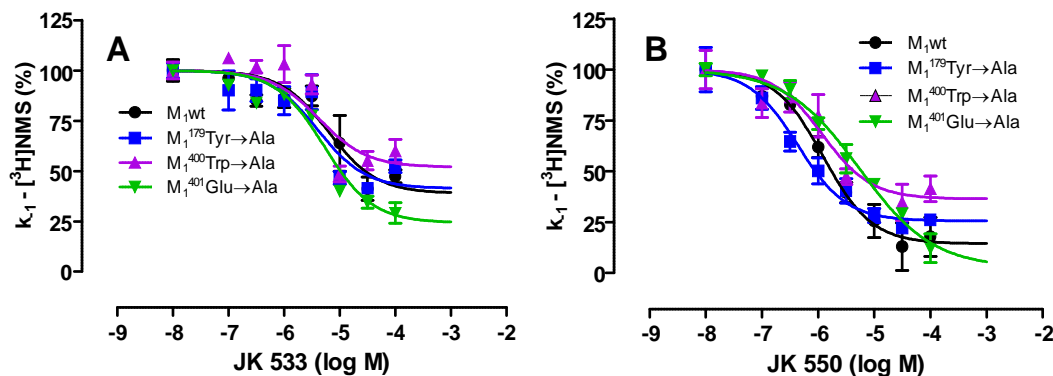 A
k-1 - [³H]NMS (%)
125
100
75
50
25
0
M₁wt
M₁¹⁷⁹Tyr→Ala
M₁⁴⁰⁰Trp→Ala
M₁⁴⁰¹Glu→Ala
-9 -8 -7 -6 -5 -4 -3 -2
JK 533 (log M)
B
k-1 - [³H]NMS (%)
125
100
75
50
25
0
M₁wt
M₁¹⁷⁹Tyr→Ala
M₁⁴⁰⁰Trp→Ala
M₁⁴⁰¹Glu→Ala
-9 -8 -7 -6 -5 -4 -3 -2 -1
JK 550 (log M)